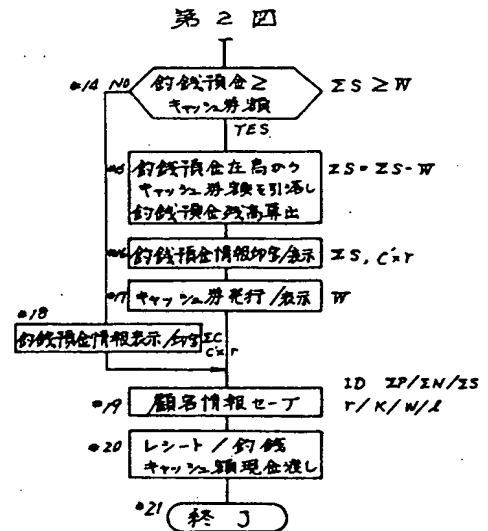 第2図
#14 NO 釣銭預金≥ ΣS ≥ W
キャッシュ券額
YES
釣銭預金在高から ΣS = ΣS-W
キャッシュ券額を引落し
釣銭預金残高算出
釣銭預金情報印字/表示 ΣS, C×r
#17 キャッシュ券発行/表示 W
#18
釣銭預金情報表示/印字 ΣC
C×r
ID ΣP/ΣN/ΣS
#19 顧客情報セーブ r/K/W/l
#20 レシート/釣銭
キャッシュ額現金渡し
#21 終了